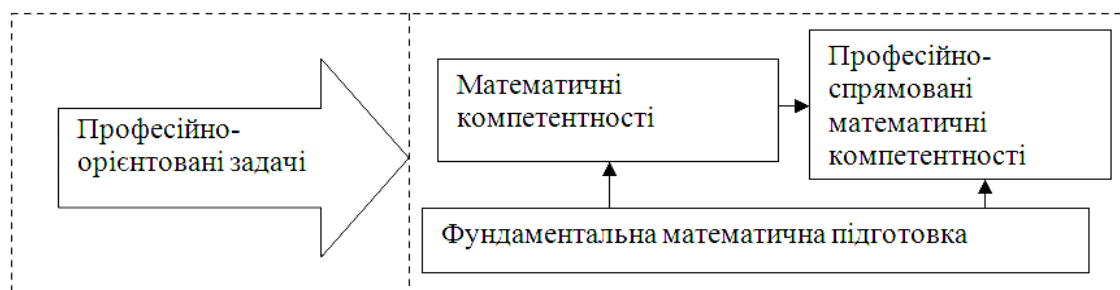 Професійно-
орієнтовані задачі
Математичні
компетентності
Професійно-
спрямовані
математичні
компетентності
Фундаментальна математична підготовка